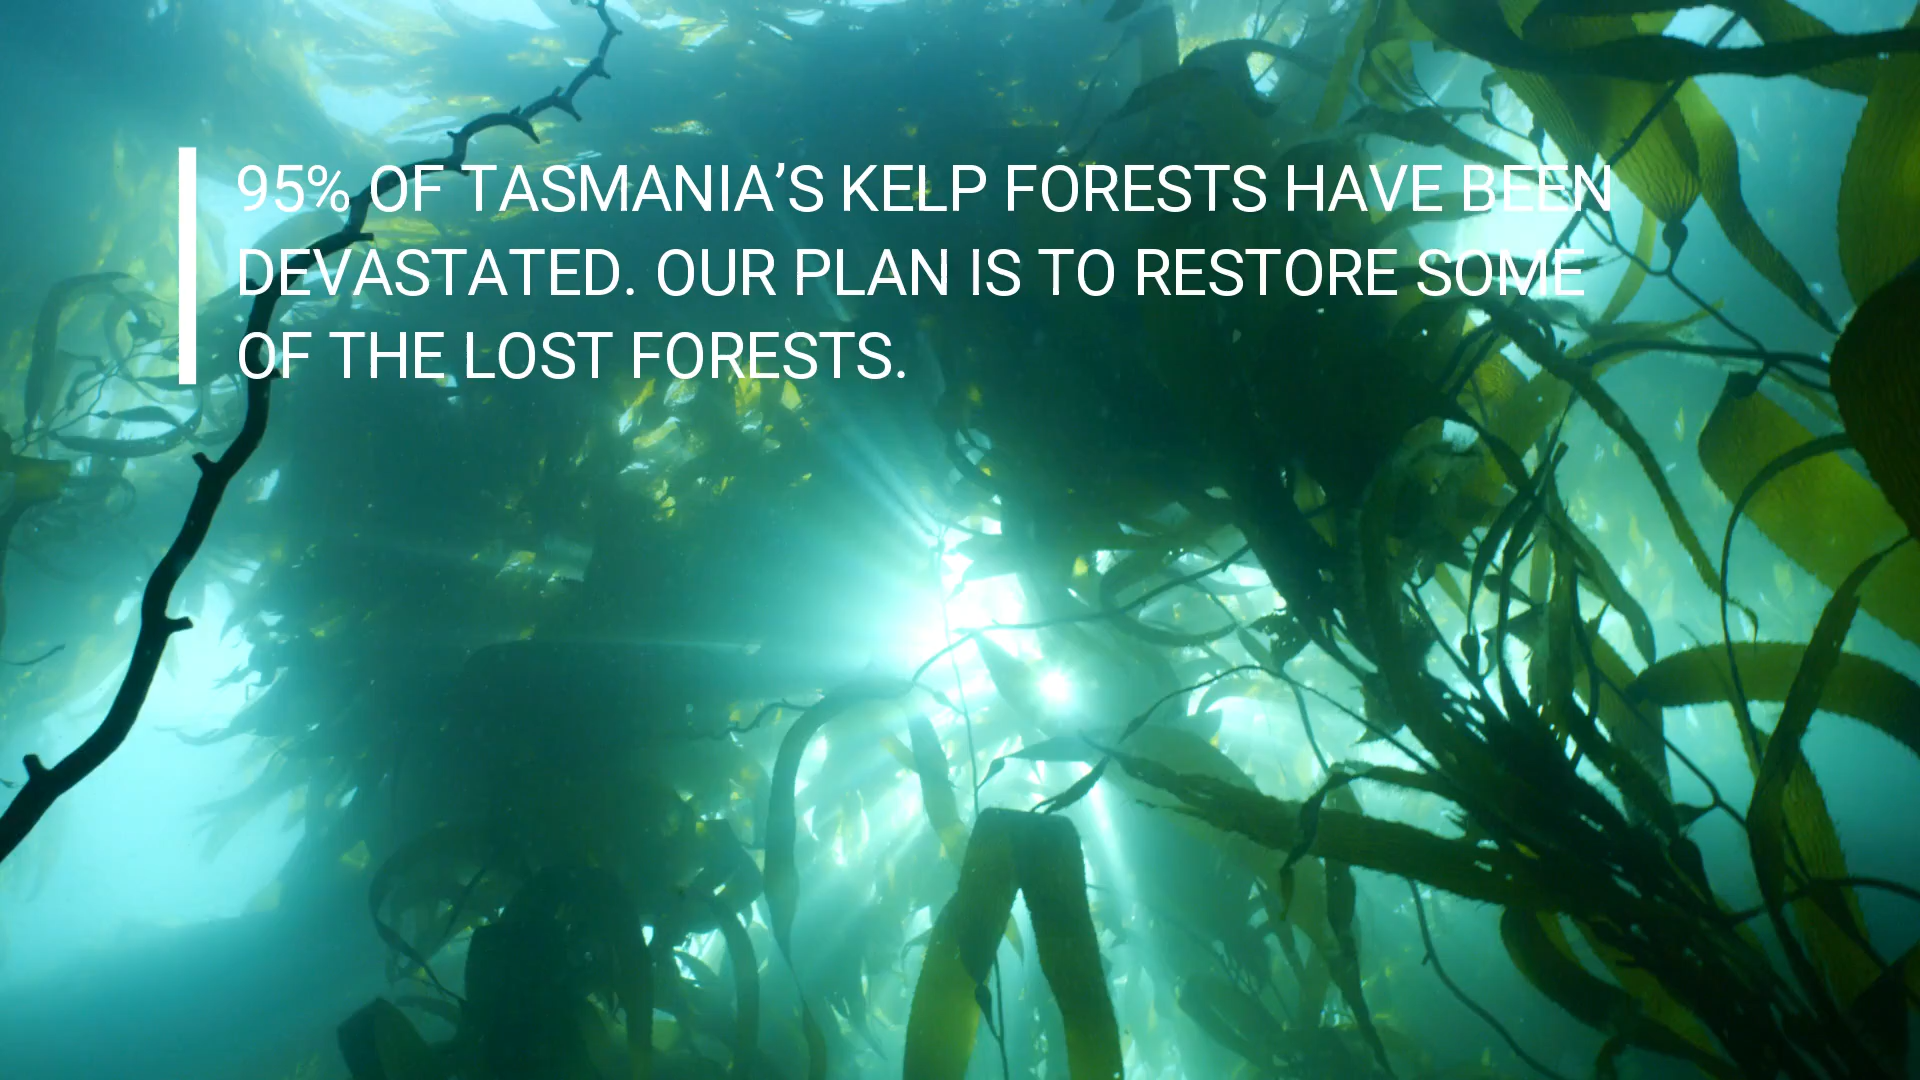 95% OF TASMANIA’S KELP FORESTS HAVE BEEN
DEVASTATED. OUR PLAN IS TO RESTORE SOME
OF THE LOST FORESTS.